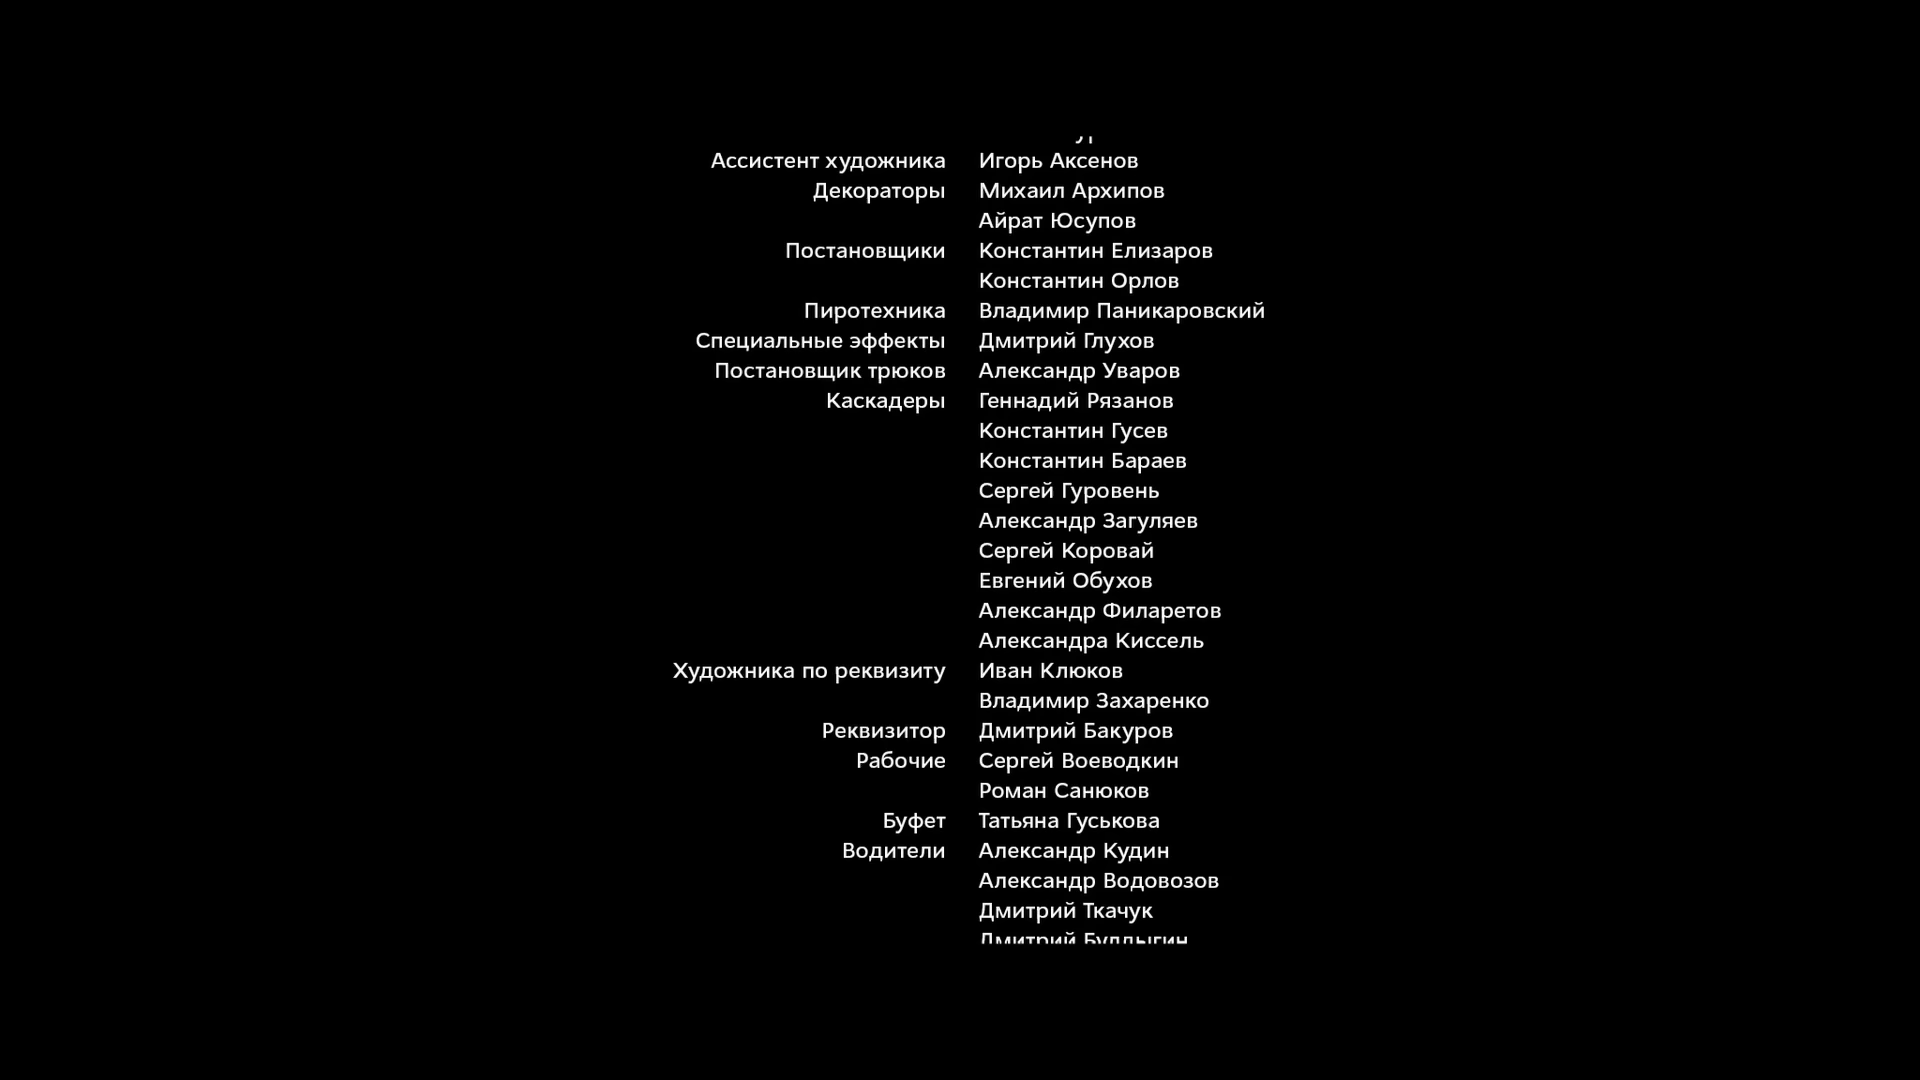 Ассистент художника Игорь Аксенов
Декораторы Михаил Архипов
Айрат Юсупов
Постановщики Константин Елизаров
Константин Орлов
Пиротехника Владимир Паникаровский
Специальные эффекты Дмитрий Глухов
Постановщик трюков Александр Уваров
Каскадеры Геннадий Рязанов
Константин Гусев
Константин Бараев
Сергей Гуровень
Александр Загуляев
Сергей Коровай
Евгений Обухов
Александр Филаретов
Александра Киссель
Художника по реквизиту Иван Клюков
Владимир Захаренко
Реквизитор Дмитрий Бакуров
Рабочие Сергей Воеводкин
Роман Санюков
Буфет Татьяна Гуськова
Водители Александр Кудин
Александр Водовозов
Дмитрий Ткачук
Дмитрий